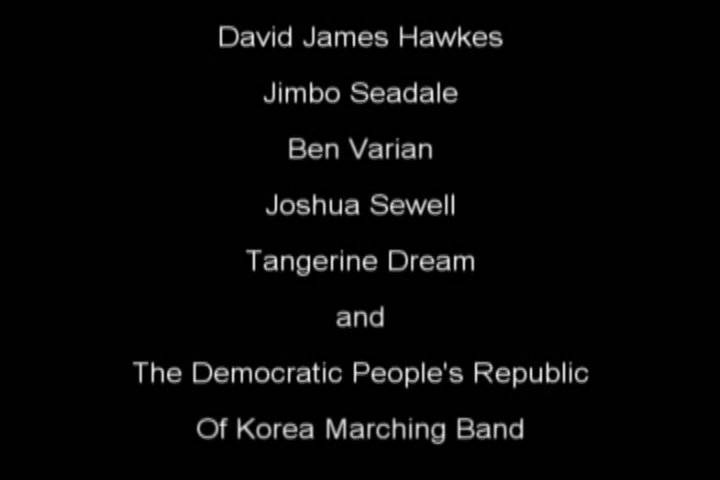 David James Hawkes
Jimbo Seadale
Ben Varian
Joshua Sewell
Tangerine Dream
and
The Democratic People's Republic
Of Korea Marching Band